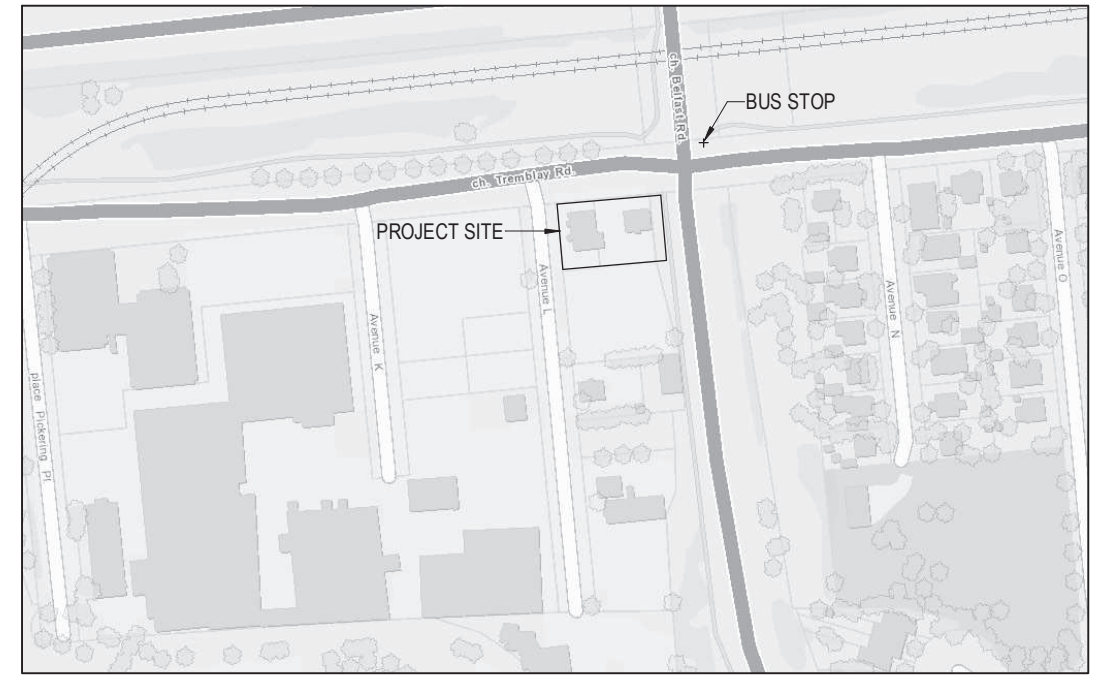 ch. Belfast Rd.
BUS STOP
ch. Tremblay Rd.
PROJECT SITE
Avenue L
Avenue K
Avenue N
Avenue O
place Pickering Pl.